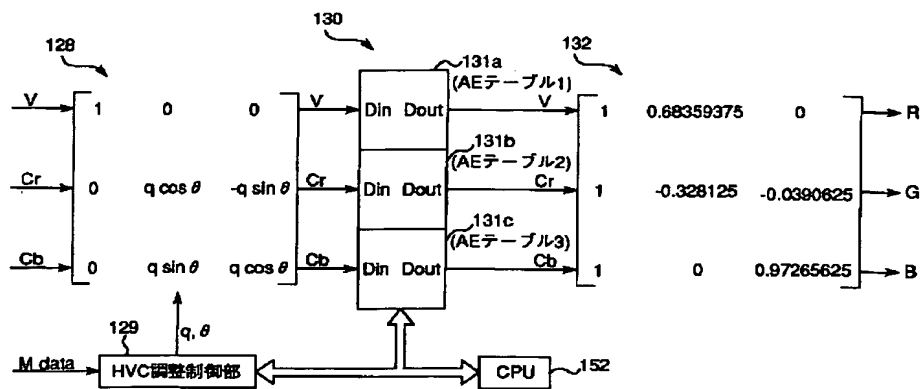 130
128
131a
132
(AEテーブル1)
V 1 0 0 V Din Dout V 1 0.68359375 0 R
131b
(AEテーブル2)
Cr 0 q cos θ -q sin θ Cr Din Dout Cr 1 -0.328125 -0.0390625 G
131c
(AEテーブル3)
Cb 0 q sin θ q cos θ Cb Din Dout Cb 1 0 0.97265625 B
129
q, θ
M data HVC調整制御部 CPU 152